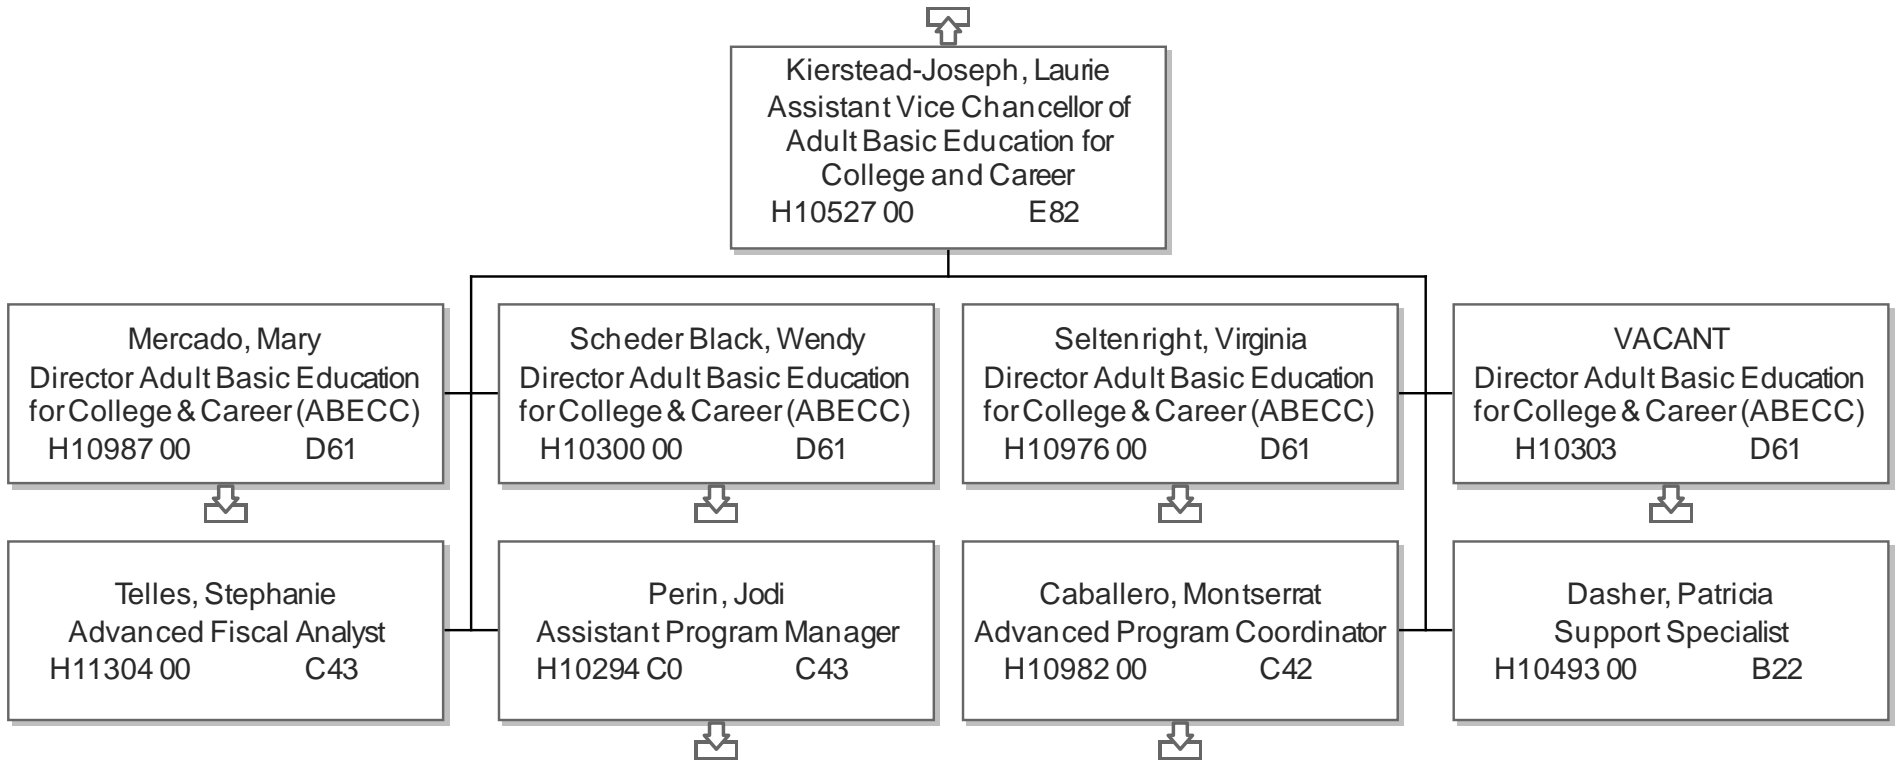 Kierstead-Joseph, Laurie
Assistant Vice Chancellor of
Adult Basic Education for
College and Career
H10527 00 E82
Mercado, Mary
Director Adult Basic Education
for College & Career (ABECC)
H10987 00 D61
Scheder Black, Wendy
Director Adult Basic Education
for College & Career (ABECC)
H10300 00 D61
Seltenright, Virginia
Director Adult Basic Education
for College & Career (ABECC)
H10976 00 D61
VACANT
Director Adult Basic Education
for College & Career (ABECC)
H10303 D61
Telles, Stephanie
Advanced Fiscal Analyst
H11304 00 C43
Perin, Jodi
Assistant Program Manager
H10294 C0 C43
Caballero, Montserrat
Advanced Program Coordinator
H10982 00 C42
Dasher, Patricia
Support Specialist
H10493 00 B22